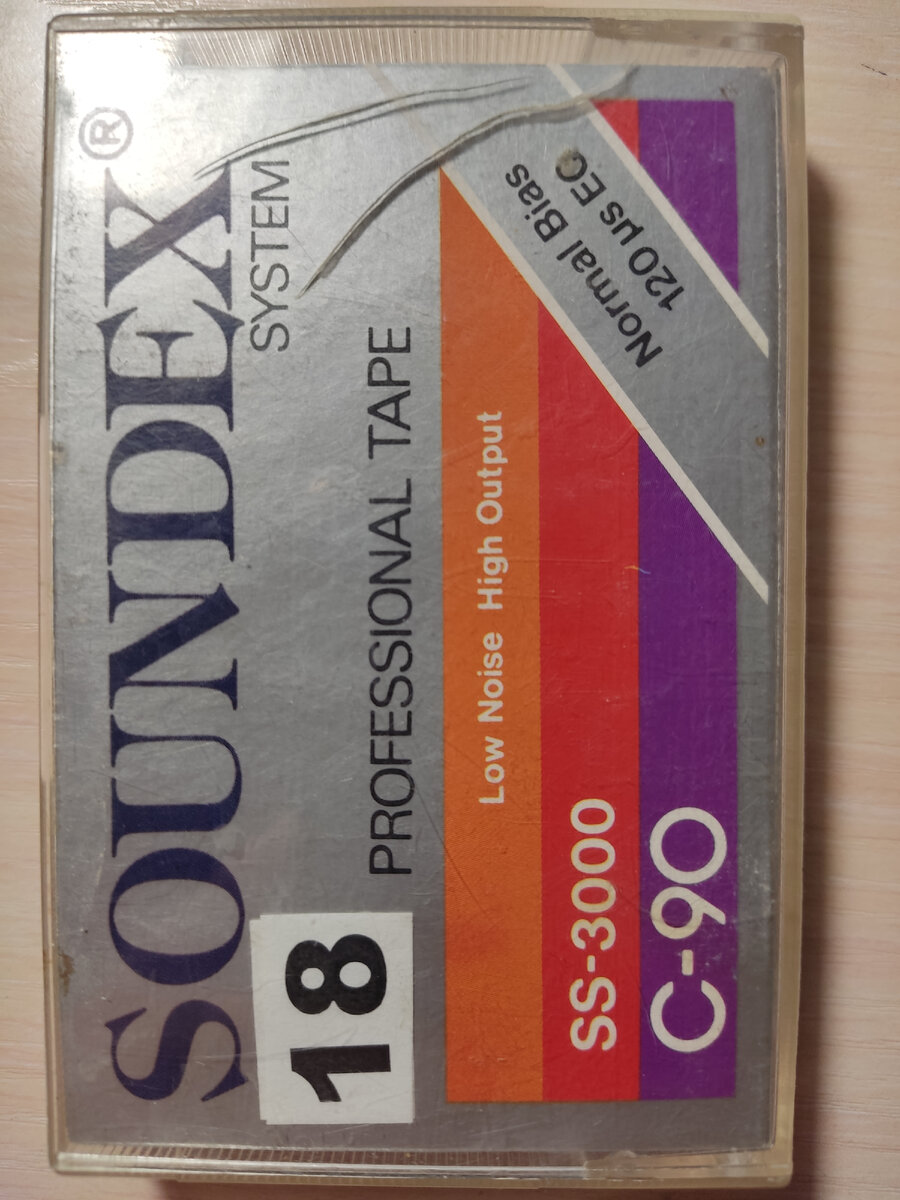 SOUNDEX®
SYSTEM
18
PROFESSIONAL TAPE
Low Noise High Output
SS-3000
C-90
Normal Bias
120 µs EQ